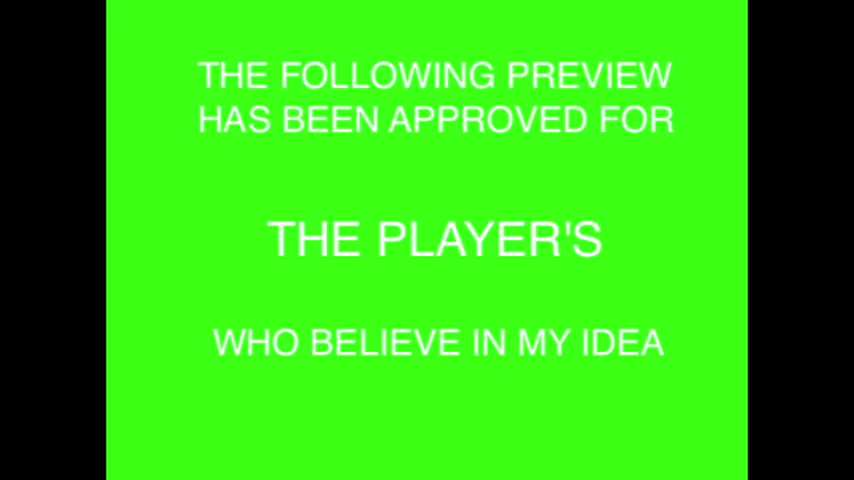 THE FOLLOWING PREVIEW
HAS BEEN APPROVED FOR
THE PLAYER'S
WHO BELIEVE IN MY IDEA